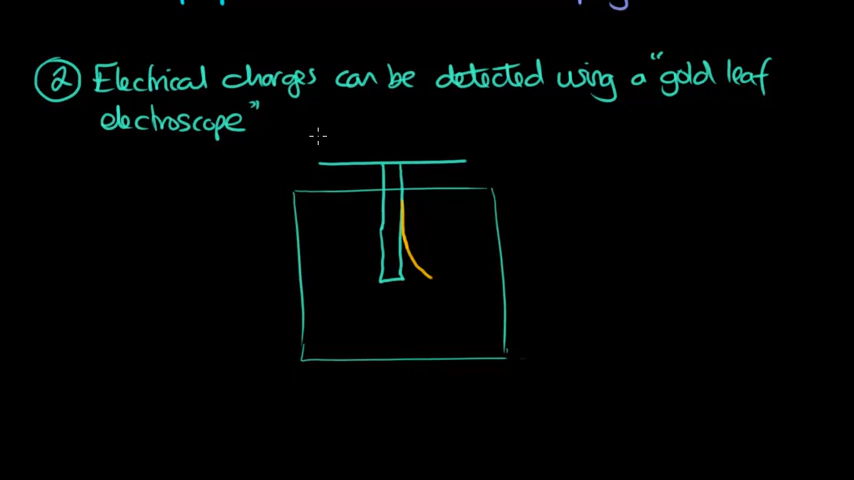 ② Electrical charges can be detected using a "gold leaf
electroscope"